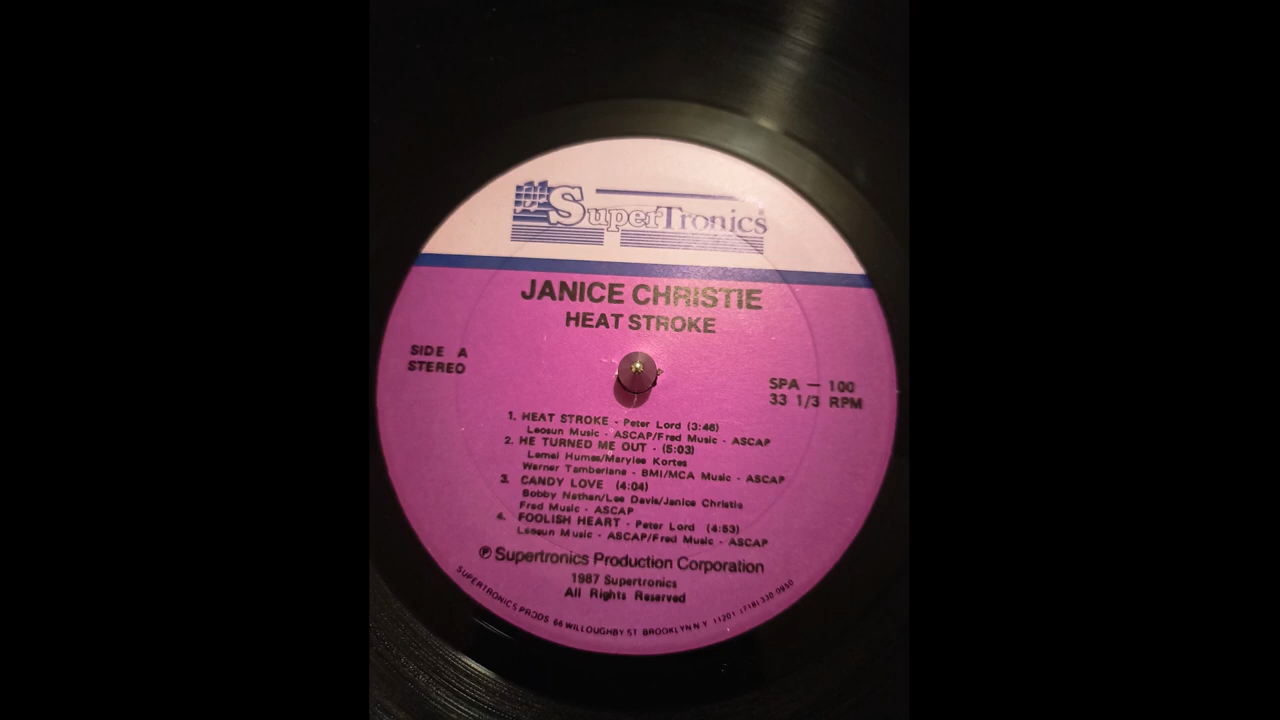 SuperTronics
JANICE CHRISTIE
HEAT STROKE
SIDE A
STEREO
SPA — 100
33 1/3 RPM
1. HEAT STROKE - Peter Lord (3:46)
Leosun Music - ASCAP/Fred Music - ASCAP
2. HE TURNED ME OUT - (5:03)
Lemel Humes/Marylee Kortes
Warner Tamberlane - BMI/MCA Music - ASCAP
3. CANDY LOVE (4:04)
Bobby Nathan/Lee Davis/Janice Christie
Fred Music - ASCAP
4. FOOLISH HEART - Peter Lord (4:53)
Leosun Music - ASCAP/Fred Music - ASCAP
℗ Supertronics Production Corporation
1987 Supertronics
All Rights Reserved
SUPERTRONICS PRODS 66 WILLOUGHBY ST BROOKLYN N.Y. 11201 (718) 330-0950